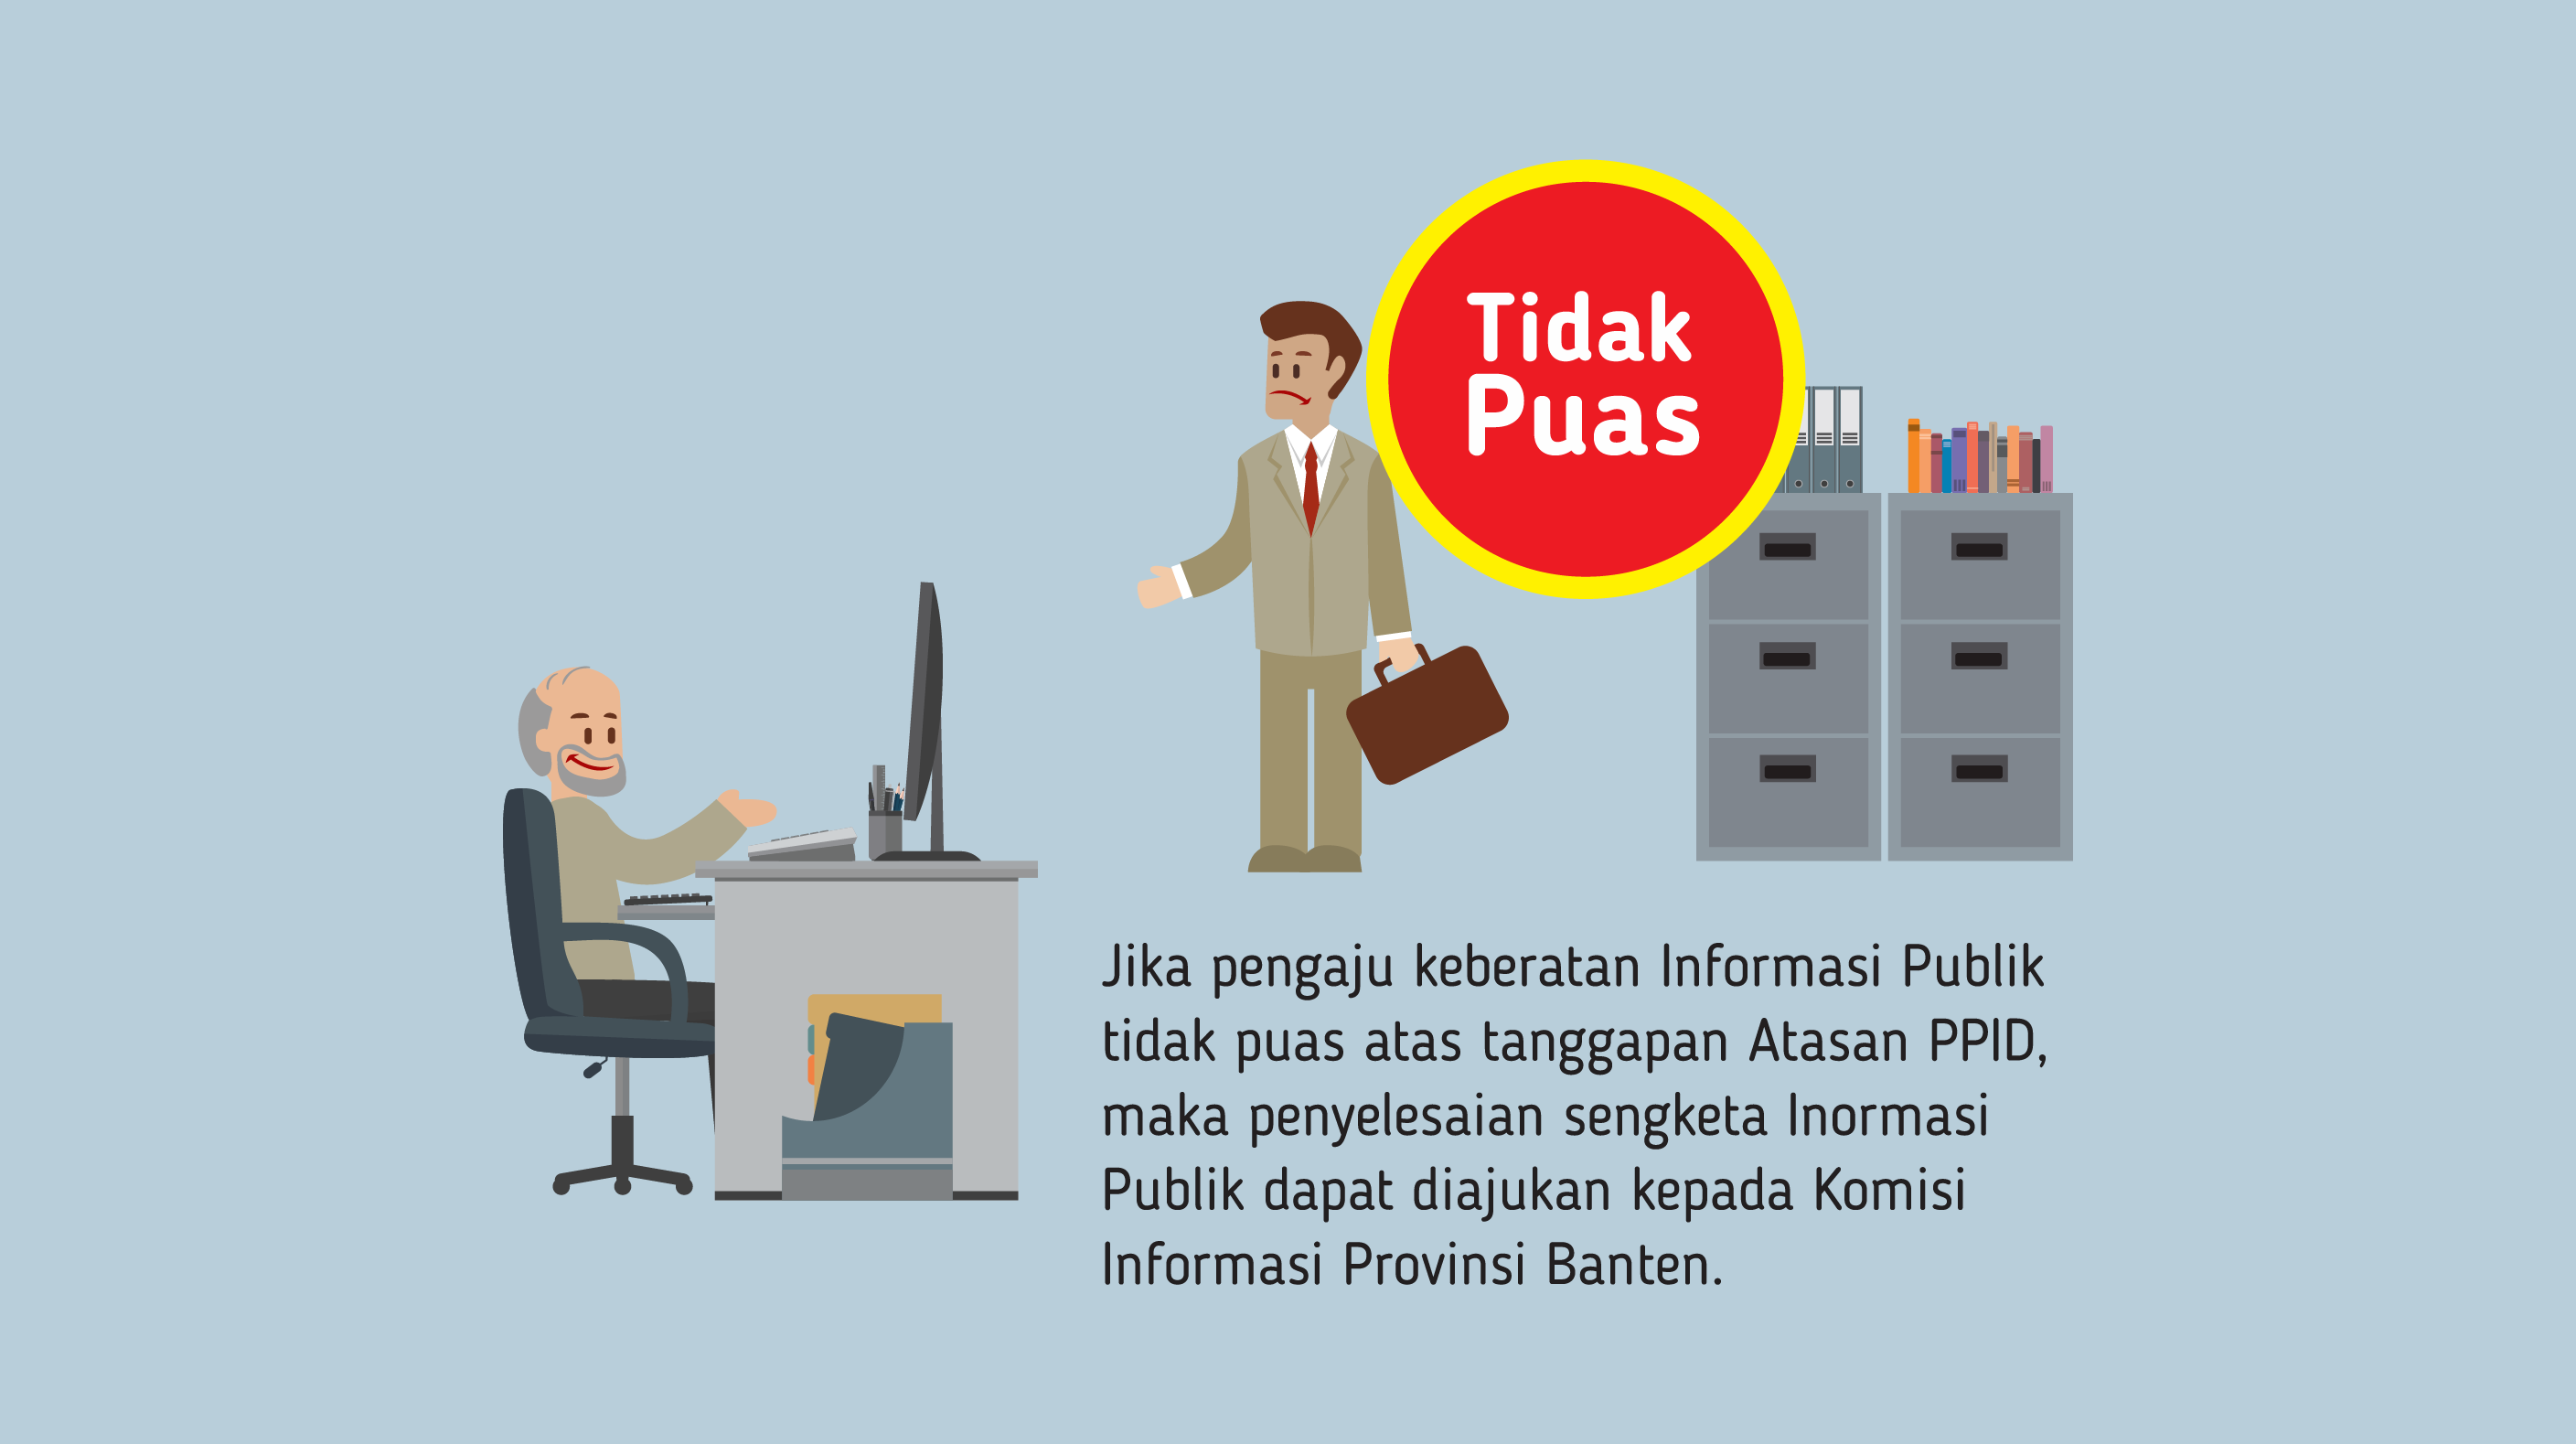 Tidak
Puas
Jika pengaju keberatan Informasi Publik
tidak puas atas tanggapan Atasan PPID,
maka penyelesaian sengketa Inormasi
Publik dapat diajukan kepada Komisi
Informasi Provinsi Banten.